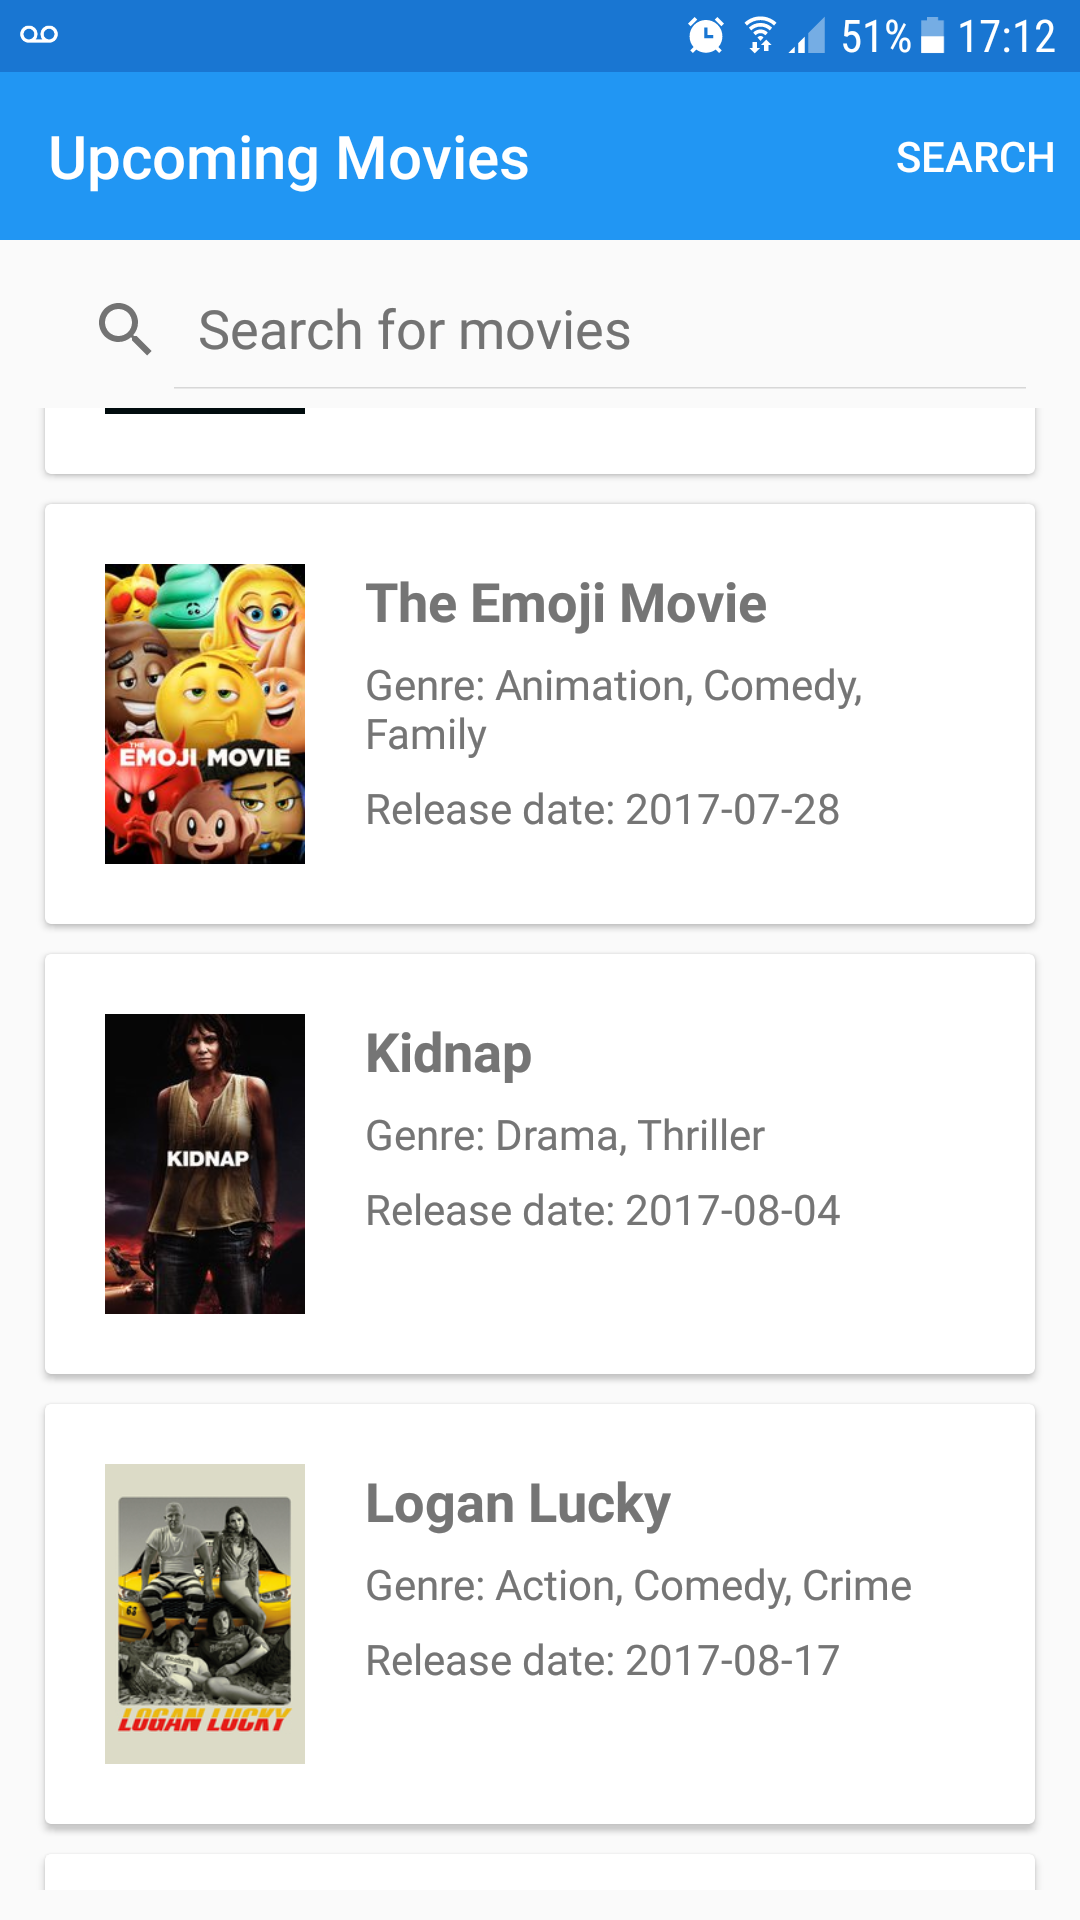 51% 17:12
Upcoming Movies SEARCH
Search for movies
The Emoji Movie
Genre: Animation, Comedy,
Family
Release date: 2017-07-28
THE
EMOJI MOVIE
Kidnap
Genre: Drama, Thriller
Release date: 2017-08-04
KIDNAP
Logan Lucky
Genre: Action, Comedy, Crime
Release date: 2017-08-17
63
LOGAN LUCKY